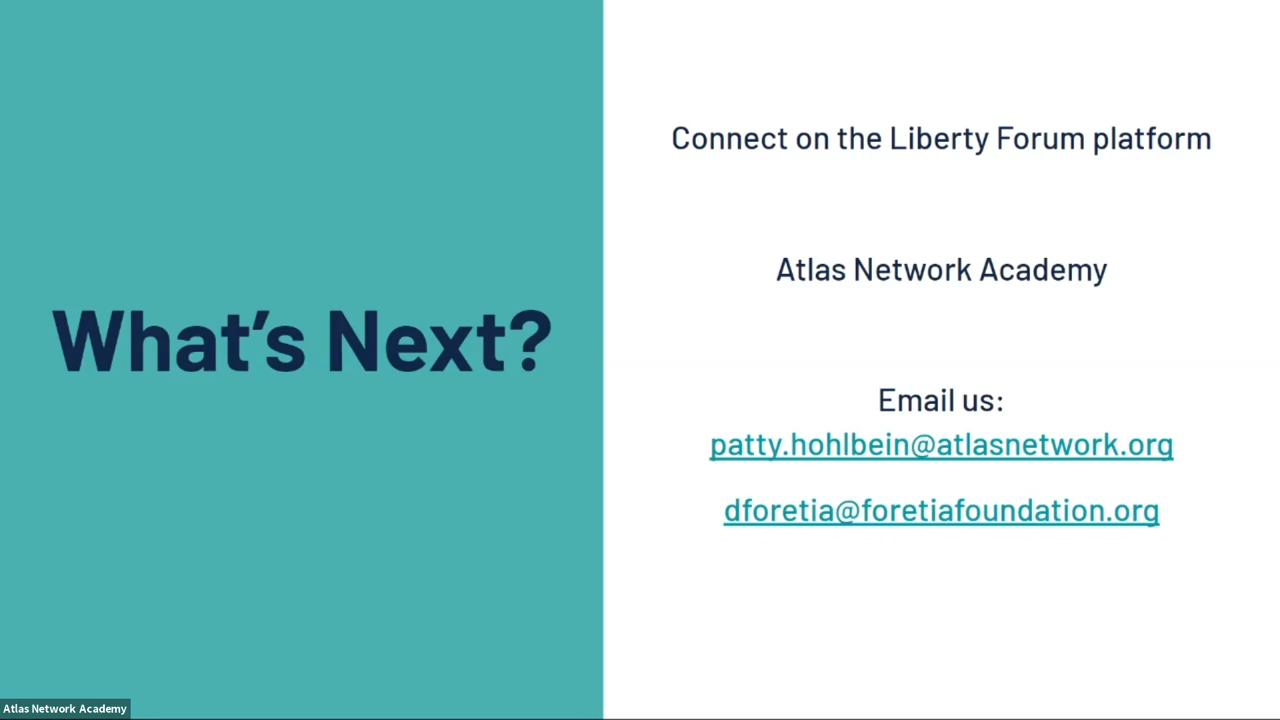 What's Next?
Connect on the Liberty Forum platform
Atlas Network Academy
Email us:
patty.hohlbein@atlasnetwork.org
dforetia@foretiafoundation.org
Atlas Network Academy